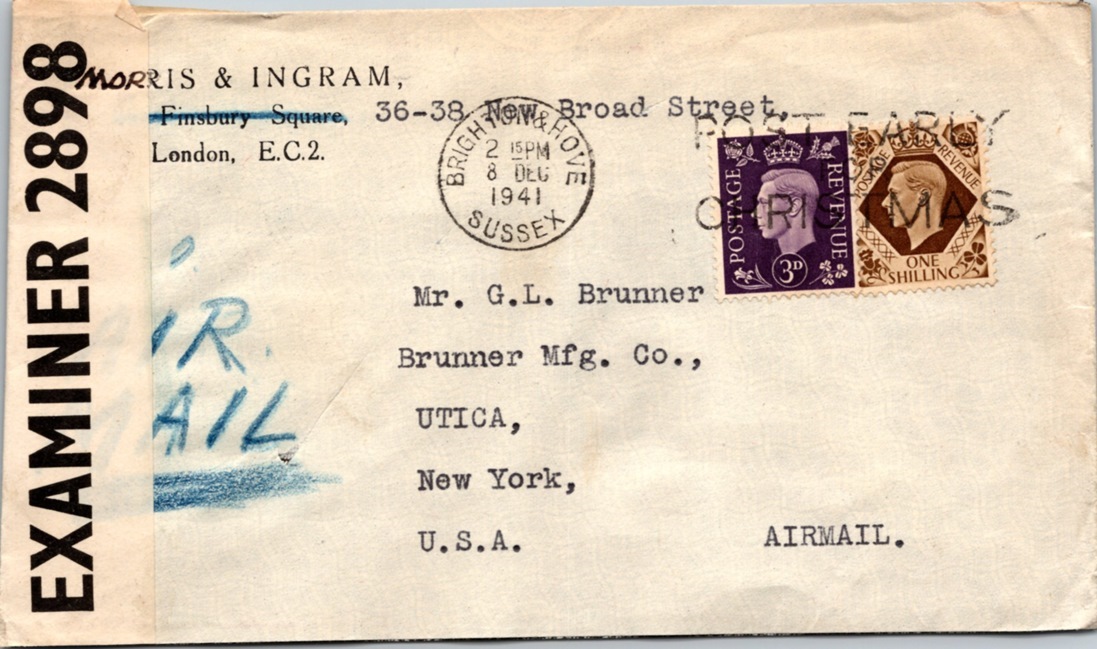 EXAMINER 2898
MORRIS & INGRAM,
Finsbury Square, 36-38 New Broad Street,
London, E.C.2.
BRIGHTON & HOVE
2 15PM
8 DEC
1941
SUSSEX
POST EARLY
CHRISTMAS
POSTAGE REVENUE
3D
POSTAGE REVENUE
ONE
SHILLING
AIR
MAIL
Mr. G.L. Brunner
Brunner Mfg. Co.,
UTICA,
New York,
U.S.A.
AIRMAIL.